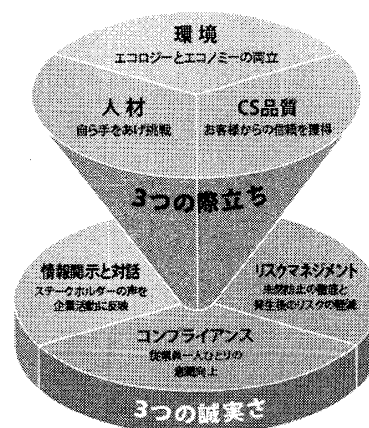 環境
エコロジーとエコノミーの両立
人材
自ら手をあげ挑戦
CS品質
お客様からの信頼を獲得
3つの際立ち
情報開示と対話
ステークホルダーの声を
企業活動に反映
リスクマネジメント
未然防止の徹底と
発生後のリスクの軽減
コンプライアンス
従業員一人ひとりの
意識向上
3つの誠実さ